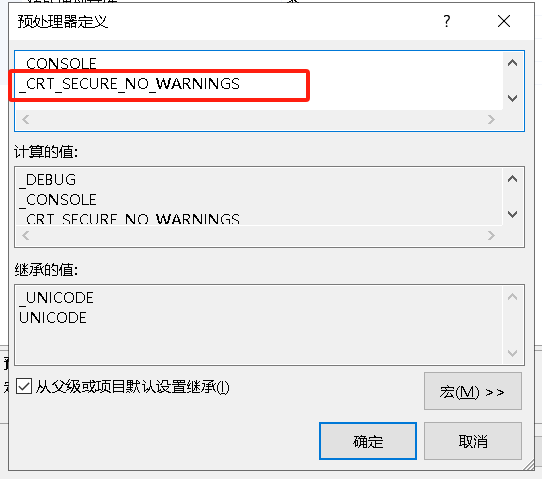 预处理器定义
_CONSOLE
_CRT_SECURE_NO_WARNINGS
计算的值:
_DEBUG
_CONSOLE
_CRT_SECURE_NO_WARNINGS
继承的值:
_UNICODE
UNICODE
从父级或项目默认设置继承(I)
宏(M) >>
确定
取消